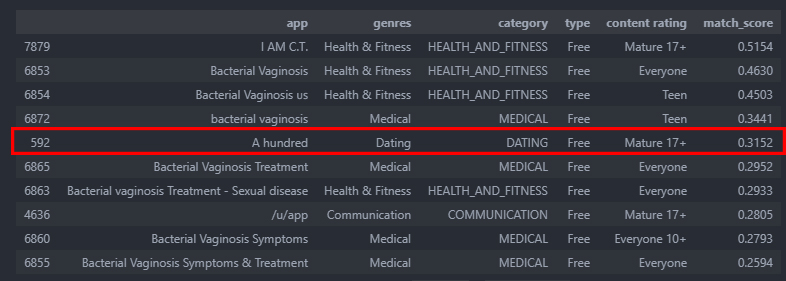 app genres category type content rating match_score
7879 I AM C.T. Health & Fitness HEALTH_AND_FITNESS Free Mature 17+ 0.5154
6853 Bacterial Vaginosis Health & Fitness HEALTH_AND_FITNESS Free Everyone 0.4630
6854 Bacterial Vaginosis us Health & Fitness HEALTH_AND_FITNESS Free Teen 0.4503
6872 bacterial vaginosis Medical MEDICAL Free Teen 0.3441
592 A hundred Dating DATING Free Mature 17+ 0.3152
6865 Bacterial Vaginosis Treatment Medical MEDICAL Free Everyone 0.2952
6863 Bacterial vaginosis Treatment - Sexual disease Health & Fitness HEALTH_AND_FITNESS Free Everyone 0.2933
4636 /u/app Communication COMMUNICATION Free Mature 17+ 0.2805
6860 Bacterial Vaginosis Symptoms Medical MEDICAL Free Everyone 10+ 0.2793
6855 Bacterial Vaginosis Symptoms & Treatment Medical MEDICAL Free Everyone 0.2594